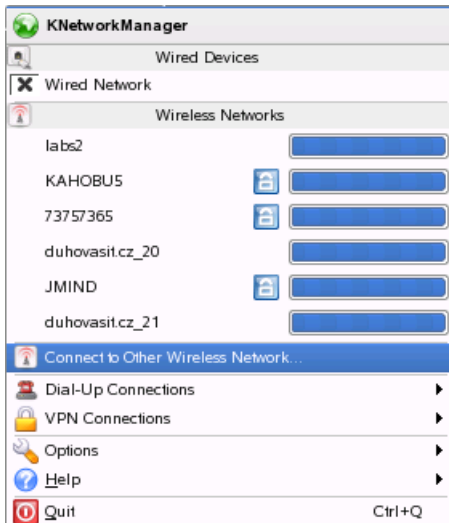 KNetworkManager
Wired Devices
Wired Network
Wireless Networks
labs2
KAHOBU5
73757365
duhovasit.cz_20
JMIND
duhovasit.cz_21
Connect to Other Wireless Network...
Dial-Up Connections
VPN Connections
Options
Help
Quit Ctrl+Q